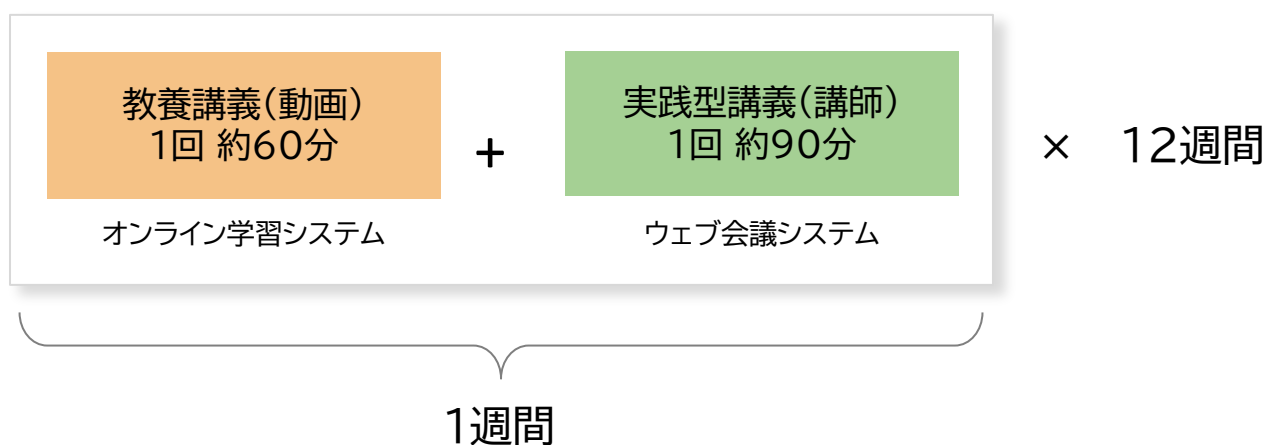 教養講義(動画)
1回 約60分
+
実践型講義(講師)
1回 約90分
× 12週間
オンライン学習システム
ウェブ会議システム
1週間